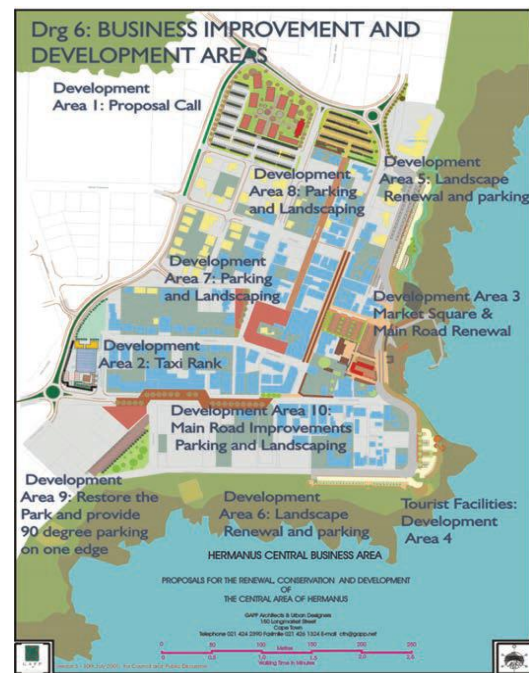 Drg 6: BUSINESS IMPROVEMENT AND
DEVELOPMENT AREAS
Development
Area 1: Proposal Call
Development
Area 5: Landscape
Renewal and parking
Development
Area 8: Parking
and Landscaping
Development
Area 7: Parking
and Landscaping
Development Area 3
Market Square &
Main Road Renewal
Development
Area 2: Taxi Rank
Development Area 10:
Main Road Improvements
Parking and Landscaping
Development
Area 9: Restore the
Park and provide
90 degree parking
on one edge
Development
Area 6: Landscape
Renewal and parking
Tourist Facilities:
Development
Area 4
HERMANUS CENTRAL BUSINESS AREA
PROPOSALS FOR THE RENEWAL, CONSERVATION AND DEVELOPMENT
OF
THE CENTRAL AREA OF HERMANUS
GAPP Architects & Urban Designers
Cape Town
Metres
Walking Time in Minutes
GAPP